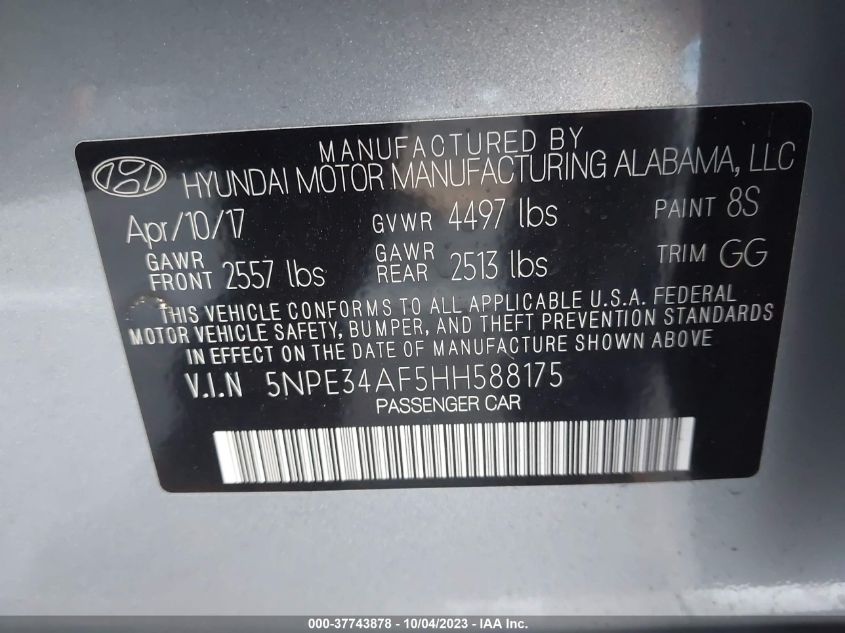 MANUFACTURED BY
HYUNDAI MOTOR MANUFACTURING ALABAMA, LLC
Apr/10/17 GVWR 4497 lbs PAINT 8S
GAWR FRONT 2557 lbs GAWR REAR 2513 lbs TRIM GG
THIS VEHICLE CONFORMS TO ALL APPLICABLE U.S.A. FEDERAL
MOTOR VEHICLE SAFETY, BUMPER, AND THEFT PREVENTION STANDARDS
IN EFFECT ON THE DATE OF MANUFACTURE SHOWN ABOVE.
V.I.N 5NPE34AF5HH588175
PASSENGER CAR
000-37743878 - 10/04/2023 - IAAI Inc.